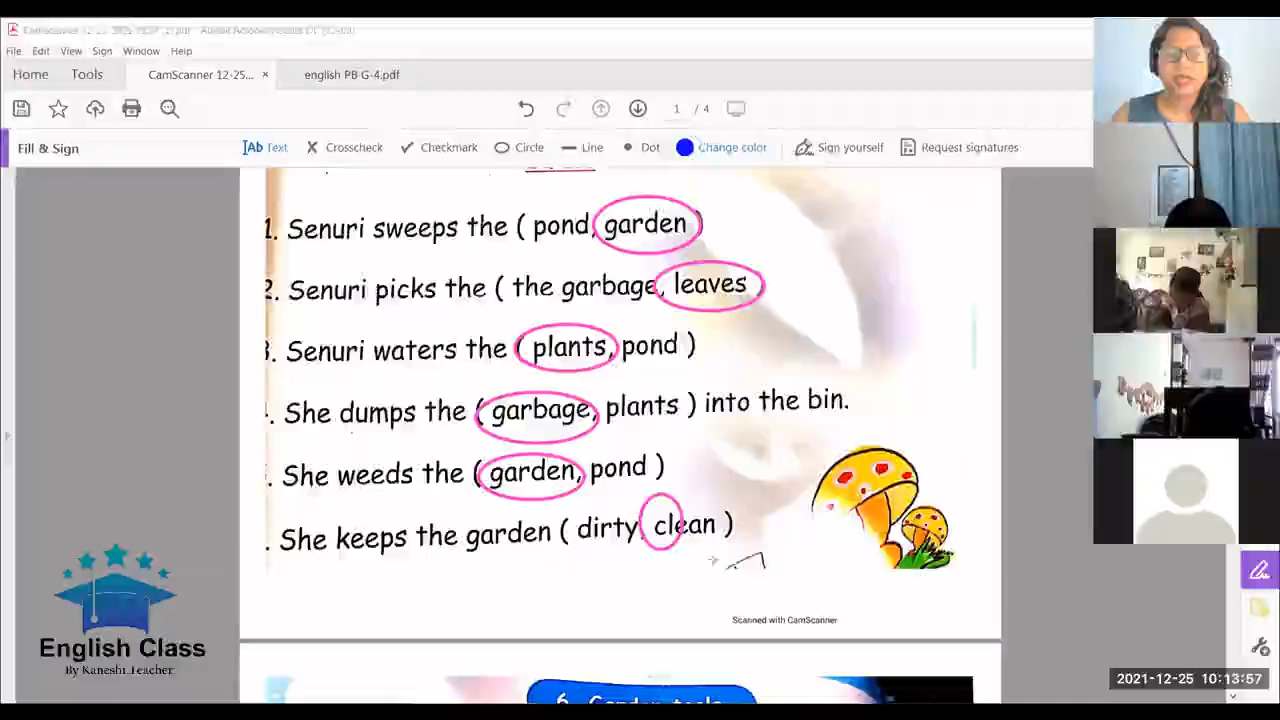 File Edit View Sign Window Help
Home Tools CamScanner 12-25... × english PB G-4.pdf
1 / 4
Fill & Sign
Ab Text Crosscheck Checkmark Circle Line Dot Change color Sign yourself Request signatures
1. Senuri sweeps the ( pond, garden )
2. Senuri picks the ( the garbage, leaves )
3. Senuri waters the ( plants, pond )
. She dumps the ( garbage, plants ) into the bin.
. She weeds the ( garden, pond )
. She keeps the garden ( dirty, clean )
Scanned with CamScanner
English Class
By Kaneshi Teacher
2021-12-25 10:13:57
6. Garden tools